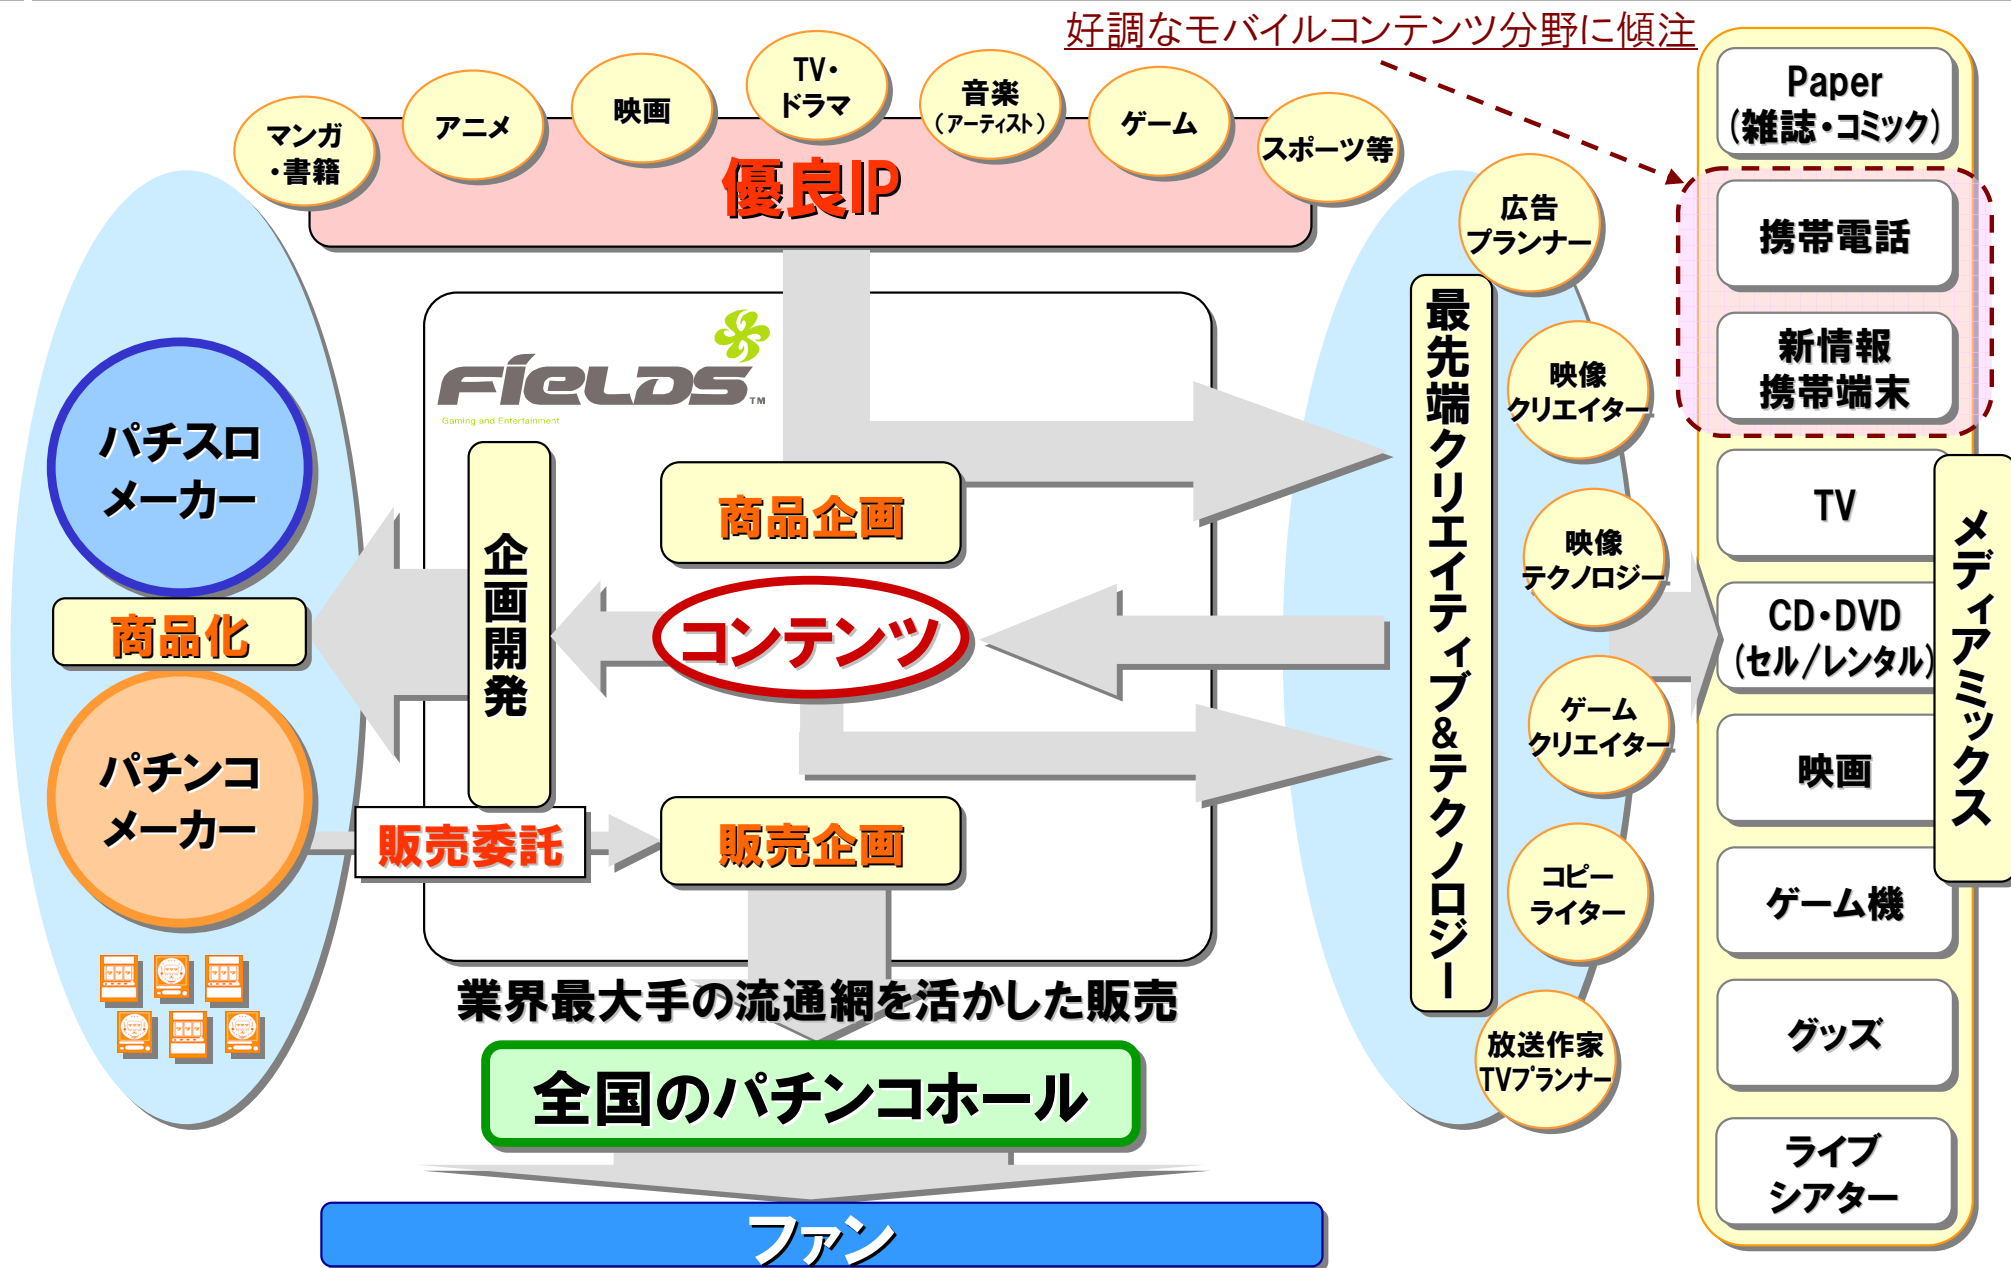 好調なモバイルコンテンツ分野に傾注
マンガ
・書籍
アニメ
映画
TV・
ドラマ
音楽
（アーティスト）
ゲーム
スポーツ等
優良IP
FIELDS™
Gaming and Entertainment
パチスロ
メーカー
商品化
パチンコ
メーカー
企画開発
商品企画
コンテンツ
販売委託
販売企画
業界最大手の流通網を活かした販売
全国のパチンコホール
ファン
最先端クリエイティブ&テクノロジー
広告
プランナー
映像
クリエイター
映像
テクノロジー
ゲーム
クリエイター
コピー
ライター
放送作家
TVプランナー
Paper
（雑誌・コミック）
携帯電話
新情報
携帯端末
TV
CD・DVD
（セル/レンタル）
映画
ゲーム機
グッズ
ライブ
シアター
メディアミックス